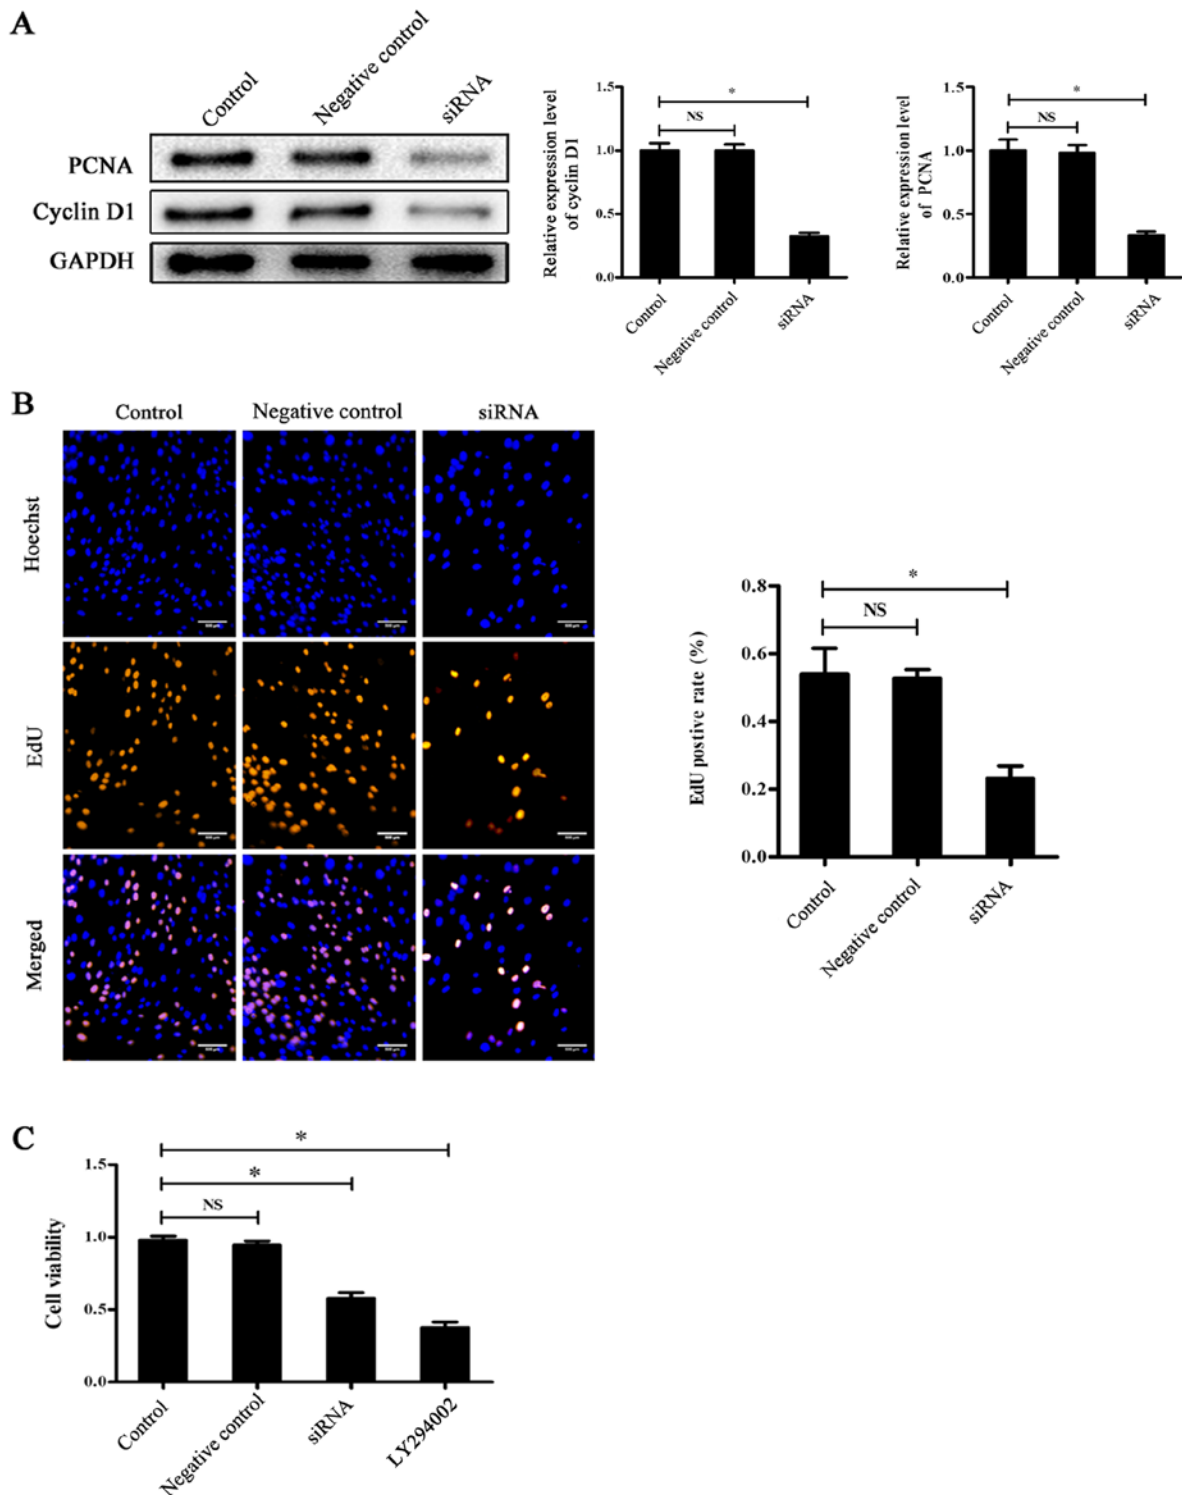 A
Control
Negative control
siRNA
PCNA
Cyclin D1
GAPDH
Relative expression level
of cyclin D1
1.5
1.0
0.5
0.0
*
NS
Control
Negative control
siRNA
Relative expression level
of PCNA
1.5
1.0
0.5
0.0
*
NS
Control
Negative control
siRNA
B
Control
Negative control
siRNA
Hoechst
EdU
Merged
EdU postive rate (%)
0.8
0.6
0.4
0.2
0.0
*
NS
Control
Negative control
siRNA
C
Cell viability
1.5
1.0
0.5
0.0
*
*
NS
Control
Negative control
siRNA
LY294002